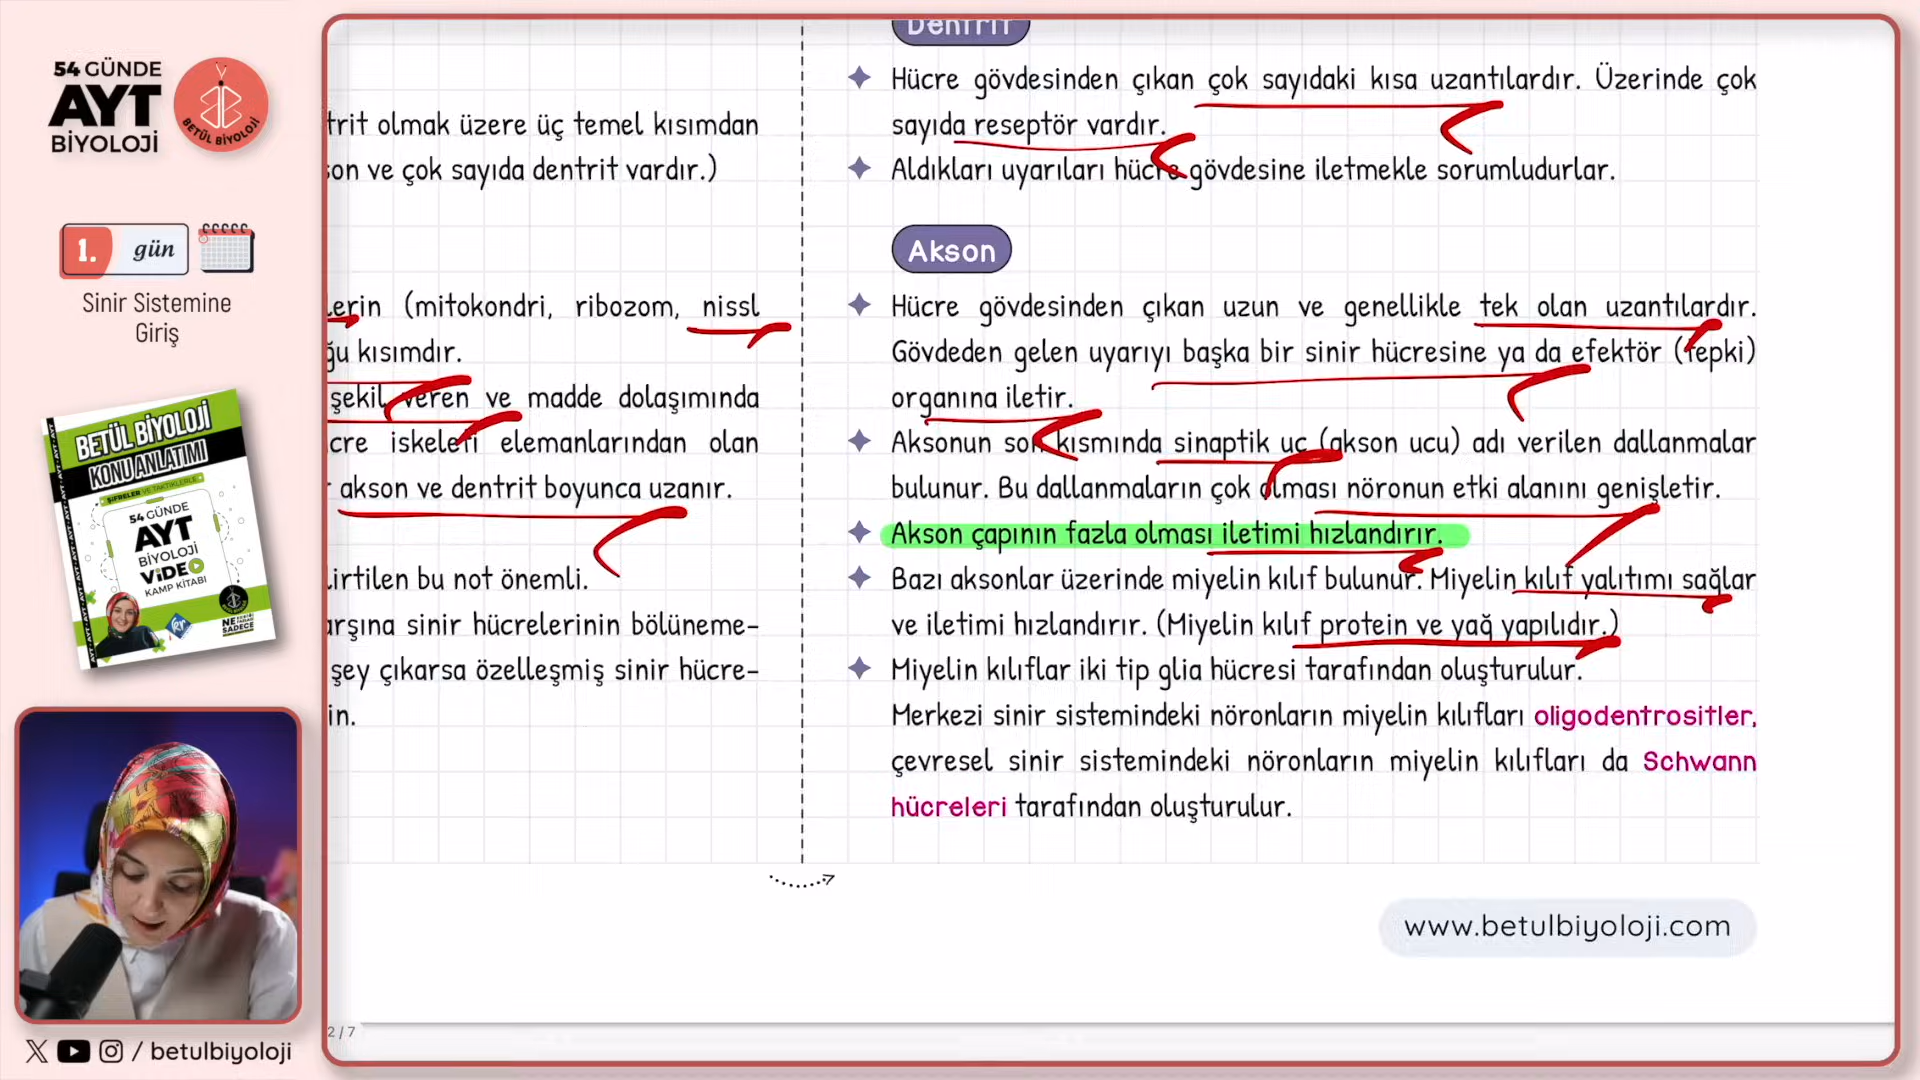 54 GÜNDE
AYT
BİYOLOJİ
BETÜL BİYOLOJİ
1. gün
Sinir Sistemine
Giriş
BETÜL BİYOLOJİ
KONU ANLATIMI
ŞİFRELER VE TAKTİKLERLE
54 GÜNDE
AYT
BİYOLOJİ
VİDEO
KAMP KİTABI
/ betulbiyoloji
trit olmak üzere üç temel kısımdan
son ve çok sayıda dentrit vardır.)
lerin (mitokondri, ribozom, nissl
ğu kısımdır.
şekil veren ve madde dolaşımında
cre iskeleti elemanlarından olan
r akson ve dentrit boyunca uzanır.
lirtilen bu not önemli.
arşına sinir hücrelerinin bölüneme-
şey çıkarsa özelleşmiş sinir hücre-
in.
Dentrit
Hücre gövdesinden çıkan çok sayıdaki kısa uzantılardır. Üzerinde çok
sayıda reseptör vardır.
Aldıkları uyarıları hücre gövdesine iletmekle sorumludurlar.
Akson
Hücre gövdesinden çıkan uzun ve genellikle tek olan uzantılardır.
Gövdeden gelen uyarıyı başka bir sinir hücresine ya da efektör (tepki)
organına iletir.
Aksonun son kısmında sinaptik uç (akson ucu) adı verilen dallanmalar
bulunur. Bu dallanmaların çok olması nöronun etki alanını genişletir.
Akson çapının fazla olması iletimi hızlandırır.
Bazı aksonlar üzerinde miyelin kılıf bulunur. Miyelin kılıf yalıtımı sağlar
ve iletimi hızlandırır. (Miyelin kılıf protein ve yağ yapılıdır.)
Miyelin kılıflar iki tip glia hücresi tarafından oluşturulur.
Merkezi sinir sistemindeki nöronların miyelin kılıfları oligodentrositler,
çevresel sinir sistemindeki nöronların miyelin kılıfları da Schwann
hücreleri tarafından oluşturulur.
www.betulbiyoloji.com
2 / 7